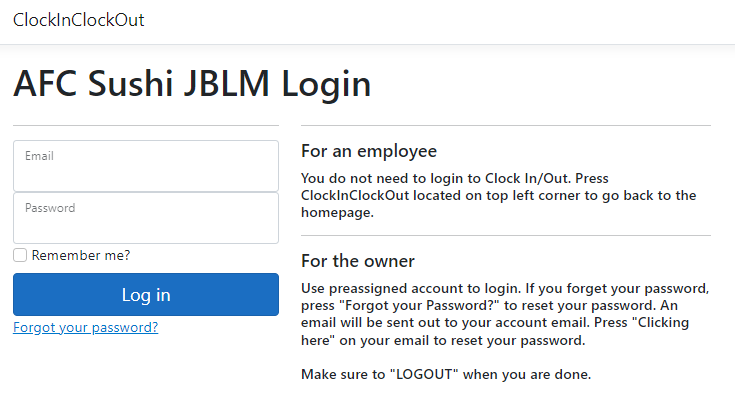 ClockInClockOut
AFC Sushi JBLM Login
Email
Password
Remember me?
Log in
Forgot your password?
For an employee
You do not need to login to Clock In/Out. Press
ClockInClockOut located on top left corner to go back to the
homepage.
For the owner
Use preassigned account to login. If you forget your password,
press "Forgot your Password?" to reset your password. An
email will be sent out to your account email. Press "Clicking
here" on your email to reset your password.
Make sure to "LOGOUT" when you are done.